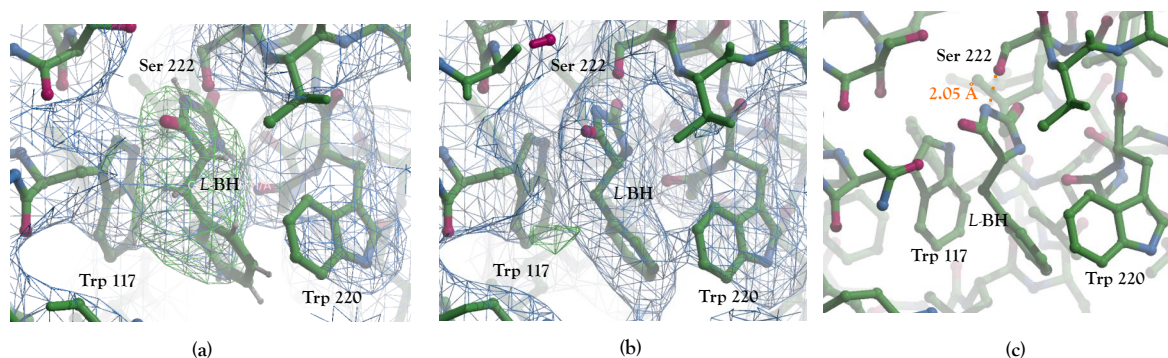 Ser 222
L-BH
Trp 117
Trp 220
(a)
Ser 222
L-BH
Trp 117
Trp 220
(b)
Ser 222
2.05 Å
L-BH
Trp 117
Trp 220
(c)